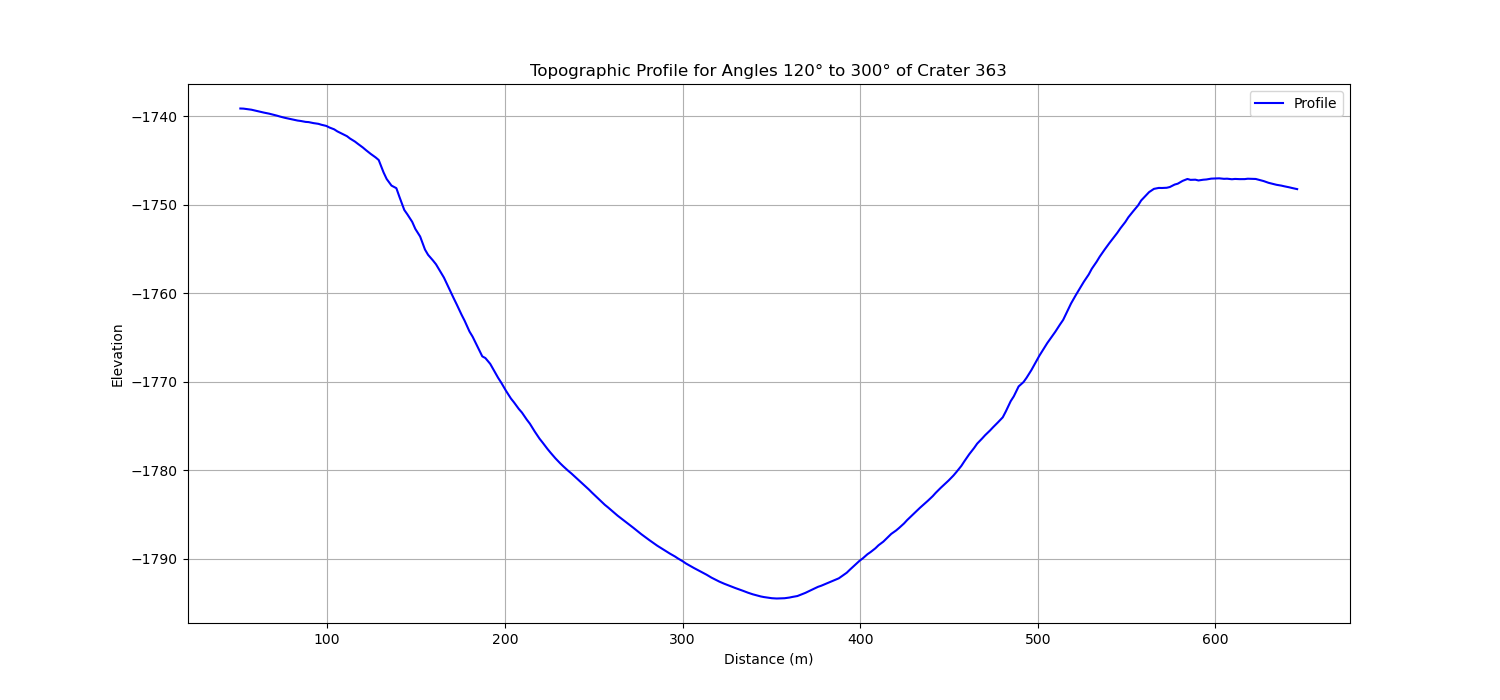 Topographic Profile for Angles 120° to 300° of Crater 363
Profile
−1740
−1750
−1760
−1770
−1780
−1790
Elevation
100 200 300 400 500 600
Distance (m)